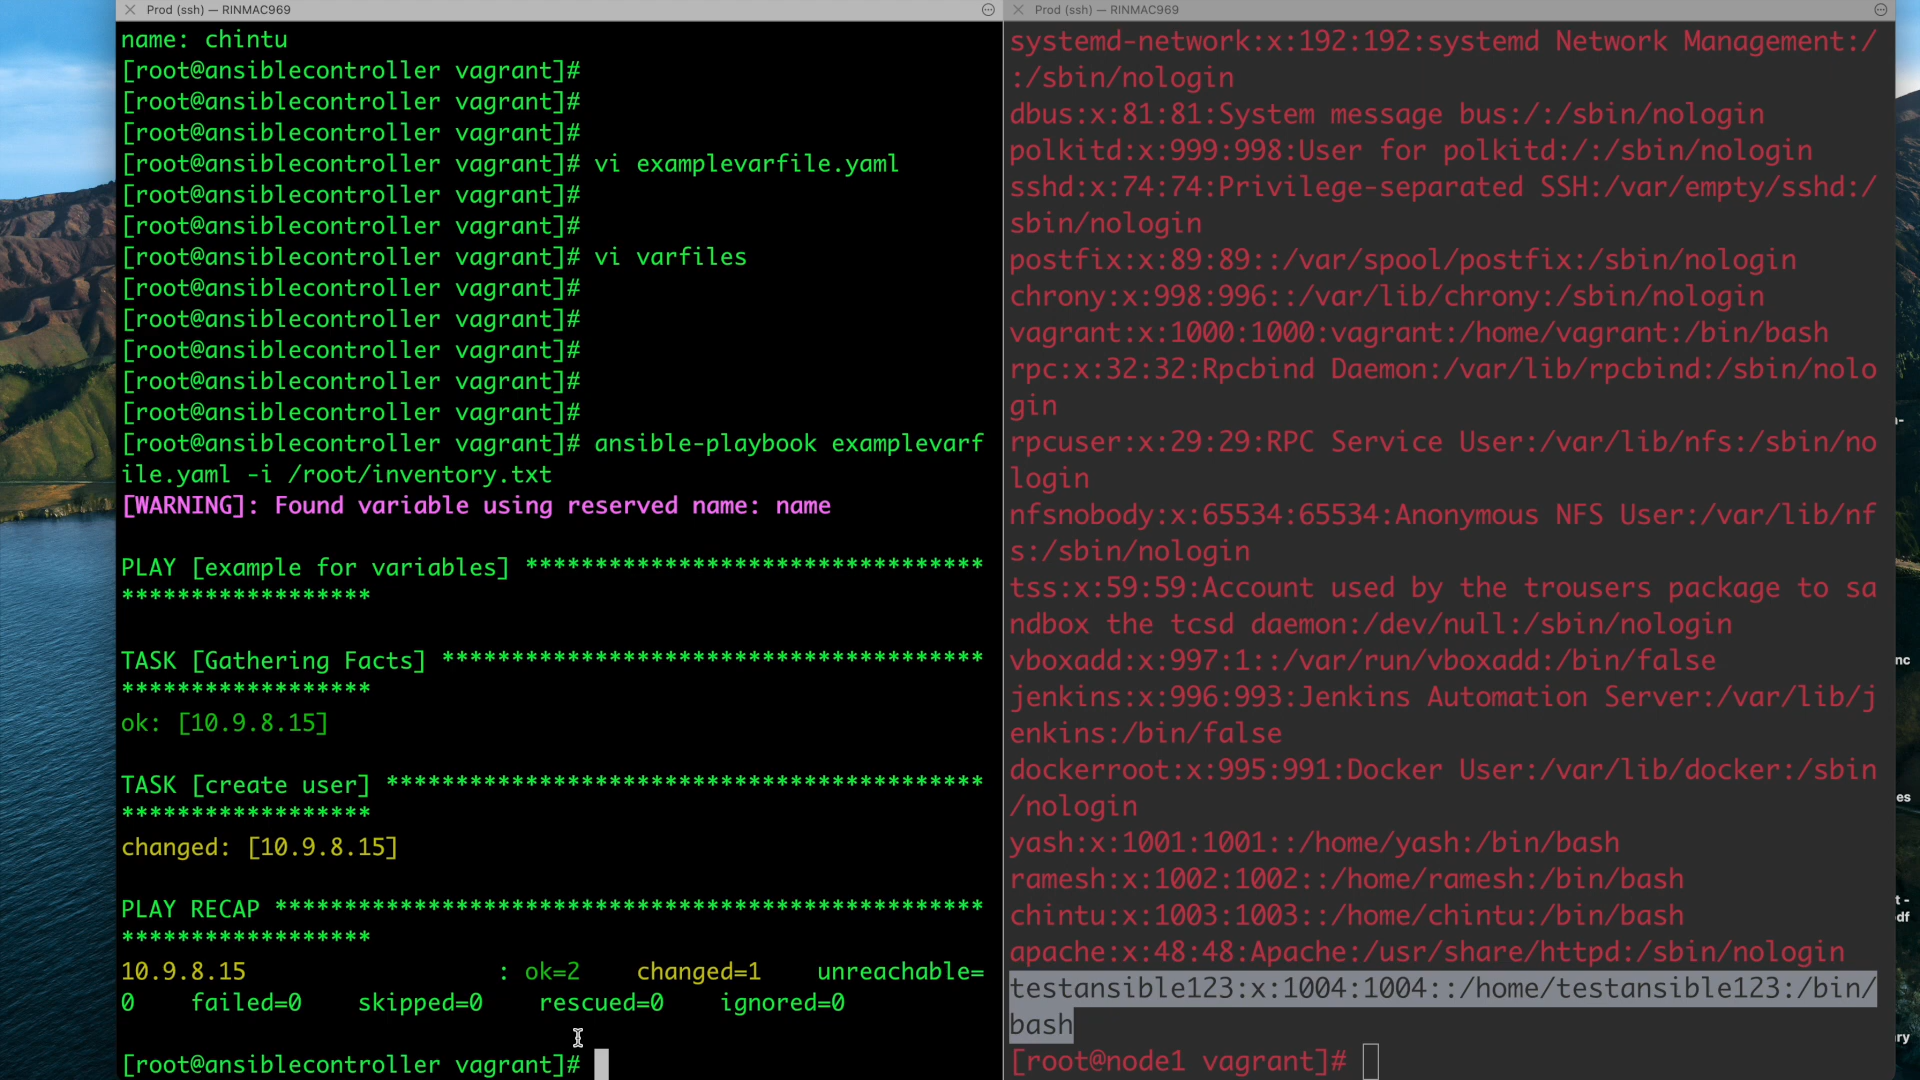 Prod (ssh) — RINMAC969
name: chintu
[root@ansiblecontroller vagrant]#
[root@ansiblecontroller vagrant]#
[root@ansiblecontroller vagrant]#
[root@ansiblecontroller vagrant]# vi examplevarfile.yaml
[root@ansiblecontroller vagrant]#
[root@ansiblecontroller vagrant]#
[root@ansiblecontroller vagrant]# vi varfiles
[root@ansiblecontroller vagrant]#
[root@ansiblecontroller vagrant]#
[root@ansiblecontroller vagrant]#
[root@ansiblecontroller vagrant]#
[root@ansiblecontroller vagrant]#
[root@ansiblecontroller vagrant]# ansible-playbook examplevarf
ile.yaml -i /root/inventory.txt
[WARNING]: Found variable using reserved name: name
PLAY [example for variables] *********************************
******************
TASK [Gathering Facts] ***************************************
******************
ok: [10.9.8.15]
TASK [create user] *******************************************
******************
changed: [10.9.8.15]
PLAY RECAP ***************************************************
******************
10.9.8.15 : ok=2 changed=1 unreachable=
0 failed=0 skipped=0 rescued=0 ignored=0
[root@ansiblecontroller vagrant]#
Prod (ssh) — RINMAC969
systemd-network:x:192:192:systemd Network Management:/
:/sbin/nologin
dbus:x:81:81:System message bus:/:/sbin/nologin
polkitd:x:999:998:User for polkitd:/:/sbin/nologin
sshd:x:74:74:Privilege-separated SSH:/var/empty/sshd:/
sbin/nologin
postfix:x:89:89::/var/spool/postfix:/sbin/nologin
chrony:x:998:996::/var/lib/chrony:/sbin/nologin
vagrant:x:1000:1000:vagrant:/home/vagrant:/bin/bash
rpc:x:32:32:Rpcbind Daemon:/var/lib/rpcbind:/sbin/nolo
gin
rpcuser:x:29:29:RPC Service User:/var/lib/nfs:/sbin/no
login
nfsnobody:x:65534:65534:Anonymous NFS User:/var/lib/nf
s:/sbin/nologin
tss:x:59:59:Account used by the trousers package to sa
ndbox the tcsd daemon:/dev/null:/sbin/nologin
vboxadd:x:997:1::/var/run/vboxadd:/bin/false
jenkins:x:996:993:Jenkins Automation Server:/var/lib/j
enkins:/bin/false
dockerroot:x:995:991:Docker User:/var/lib/docker:/sbin
/nologin
yash:x:1001:1001::/home/yash:/bin/bash
ramesh:x:1002:1002::/home/ramesh:/bin/bash
chintu:x:1003:1003::/home/chintu:/bin/bash
apache:x:48:48:Apache:/usr/share/httpd:/sbin/nologin
testansible123:x:1004:1004::/home/testansible123:/bin/
bash
[root@node1 vagrant]#